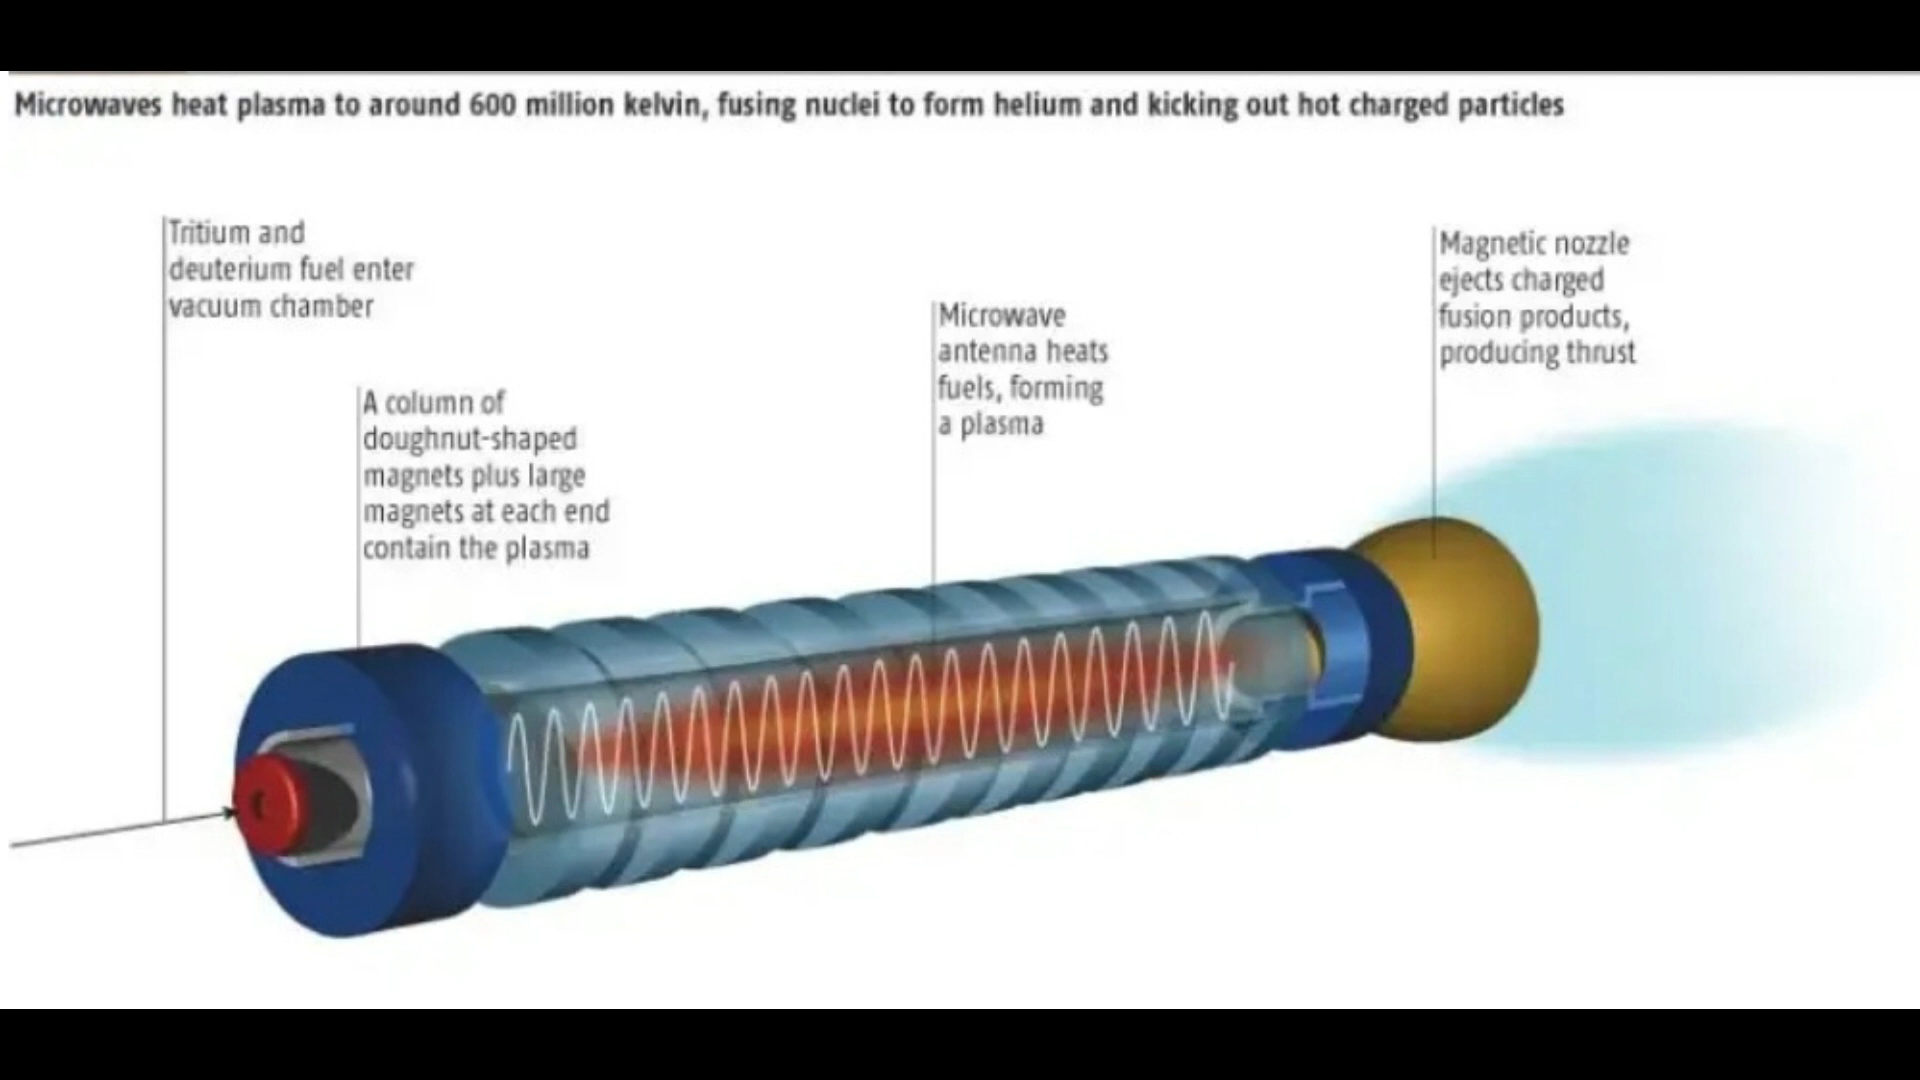 Microwaves heat plasma to around 600 million kelvin, fusing nuclei to form helium and kicking out hot charged particles
Tritium and
deuterium fuel enter
vacuum chamber
A column of
doughnut-shaped
magnets plus large
magnets at each end
contain the plasma
Microwave
antenna heats
fuels, forming
a plasma
Magnetic nozzle
ejects charged
fusion products,
producing thrust